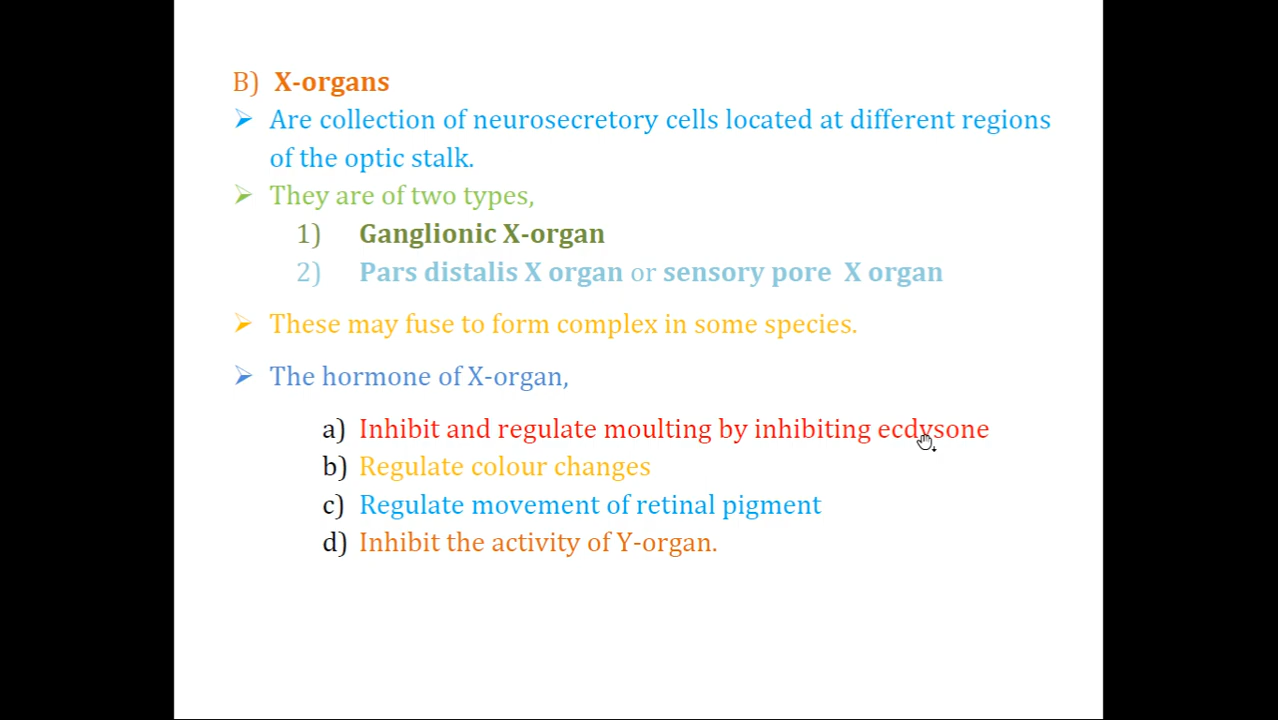 B) X-organs
Are collection of neurosecretory cells located at different regions
of the optic stalk.
They are of two types,
1) Ganglionic X-organ
2) Pars distalis X organ or sensory pore X organ
These may fuse to form complex in some species.
The hormone of X-organ,
a) Inhibit and regulate moulting by inhibiting ecdysone
b) Regulate colour changes
c) Regulate movement of retinal pigment
d) Inhibit the activity of Y-organ.